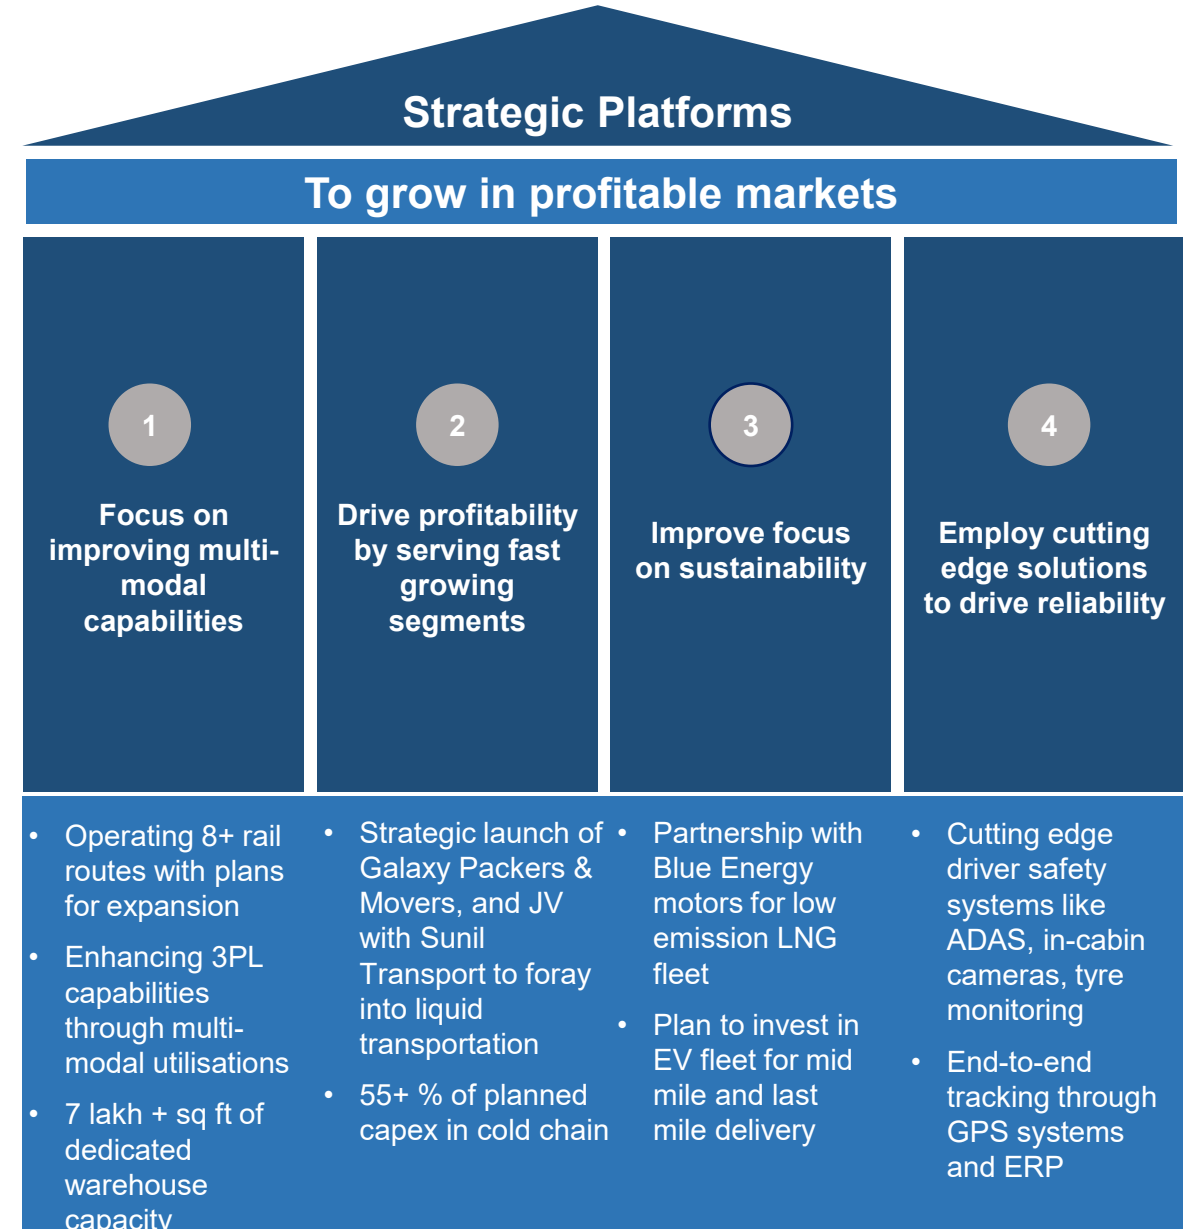 Strategic Platforms
To grow in profitable markets
1
Focus on
improving multi-
modal
capabilities
2
Drive profitability
by serving fast
growing
segments
3
Improve focus
on sustainability
4
Employ cutting
edge solutions
to drive reliability
• Operating 8+ rail
routes with plans
for expansion
• Enhancing 3PL
capabilities
through multi-
modal utilisations
• 7 lakh + sq ft of
dedicated
warehouse
capacity
• Strategic launch of
Galaxy Packers &
Movers, and JV
with Sunil
Transport to foray
into liquid
transportation
• 55+ % of planned
capex in cold chain
• Partnership with
Blue Energy
motors for low
emission LNG
fleet
• Plan to invest in
EV fleet for mid
mile and last
mile delivery
• Cutting edge
driver safety
systems like
ADAS, in-cabin
cameras, tyre
monitoring
• End-to-end
tracking through
GPS systems
and ERP